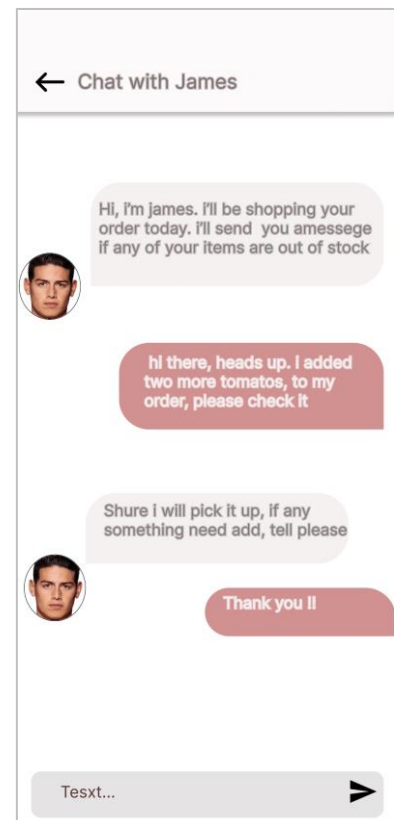 Chat with James
Hi, i'm james. i'll be shopping your
order today. i'll send you amessege
if any of your items are out of stock
hi there, heads up. i added
two more tomatos, to my
order, please check it
Shure i will pick it up, if any
something need add, tell please
Thank you !!
Tesxt...